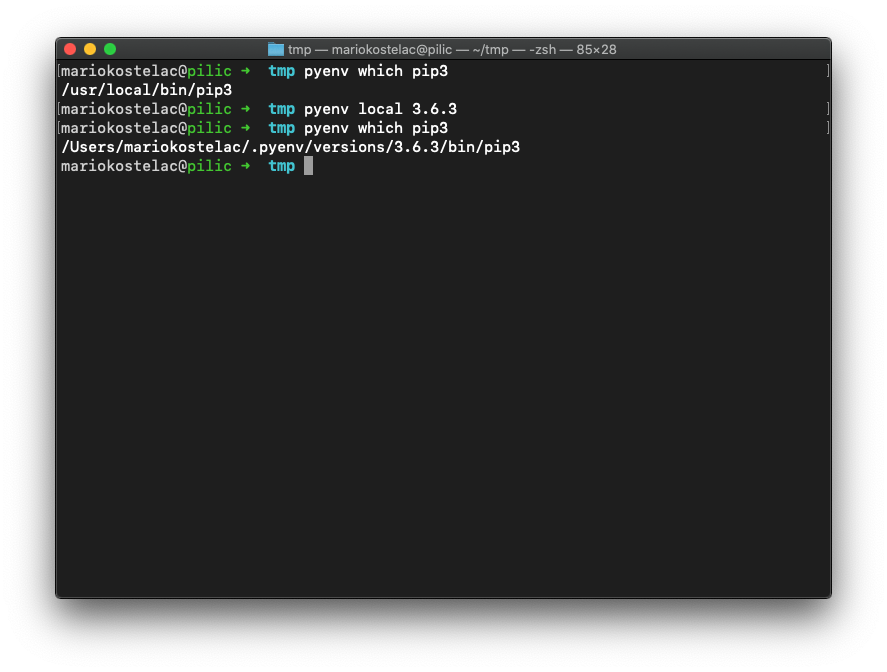 tmp — mariokostelac@pilic — ~/tmp — -zsh — 85×28
[mariokostelac@pilic ➜  tmp pyenv which pip3 ]
/usr/local/bin/pip3
[mariokostelac@pilic ➜  tmp pyenv local 3.6.3 ]
[mariokostelac@pilic ➜  tmp pyenv which pip3 ]
/Users/mariokostelac/.pyenv/versions/3.6.3/bin/pip3
mariokostelac@pilic ➜  tmp